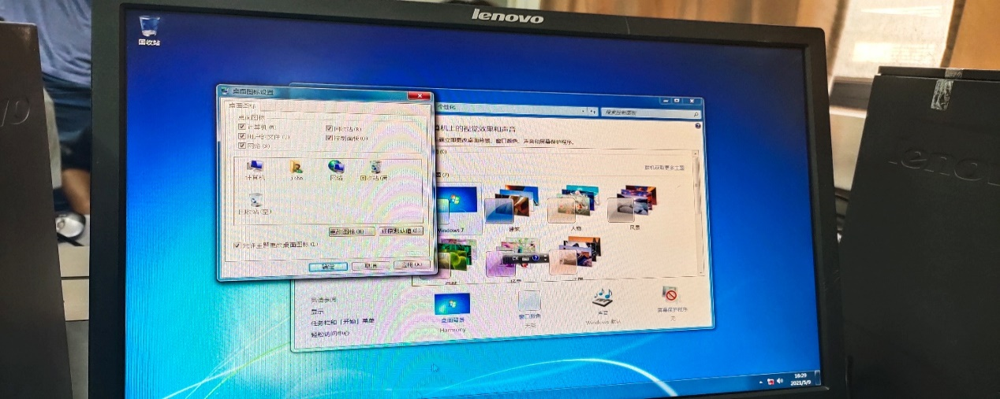 lenovo
回收站
桌面图标设置
桌面图标
桌面图标
计算机(M)
回收站(R)
用户的文件(U)
控制面板(O)
网络(N)
计算机
john
网络
回收站(满)
回收站(空)
更改图标(H)...
还原默认值(S)
允许主题更改桌面图标(L)
确定
取消
应用(A)
个性化
搜索控制面板
算机上的视觉效果和声音
立即更改桌面背景、窗口颜色、声音和屏幕保护程序。
联机获取更多主题
Windows 7
建筑
人物
风景
自然
CH
另请参阅
显示
任务栏和「开始」菜单
轻松访问中心
桌面背景
Harmony
窗口颜色
天空
声音
Windows 默认
屏幕保护程序
无
16:29
2021/5/9
lenovo